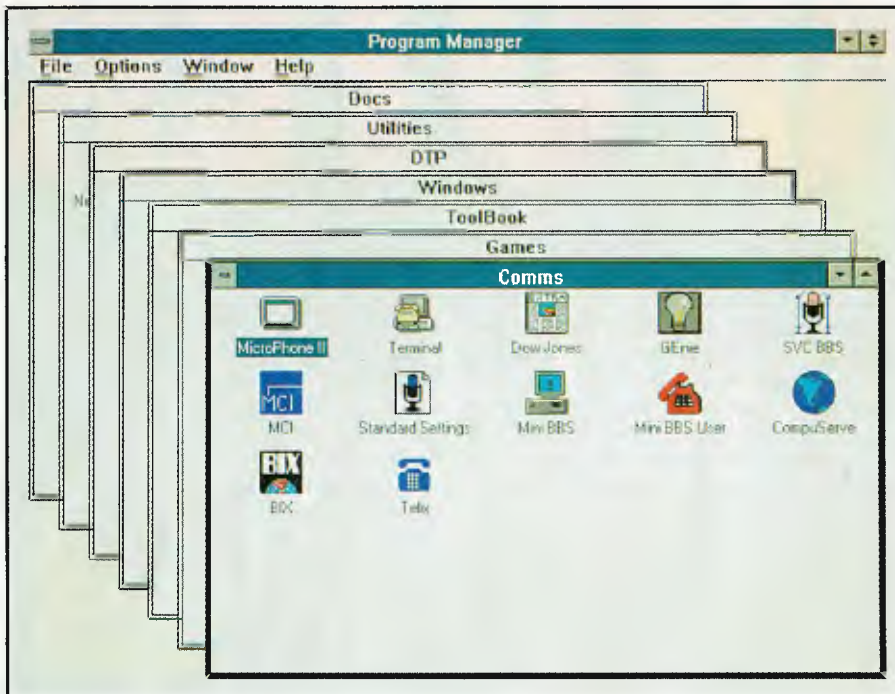 Program Manager
File Options Window Help
Docs
Utilities
DTP
Windows
ToolBook
Games
Comms
MicroPhone II Terminal Dow Jones GEnie SVC BBS
MCI
MCI Standard Settings Mini BBS Mini BBS User CompuServe
BIX
BIX Telix